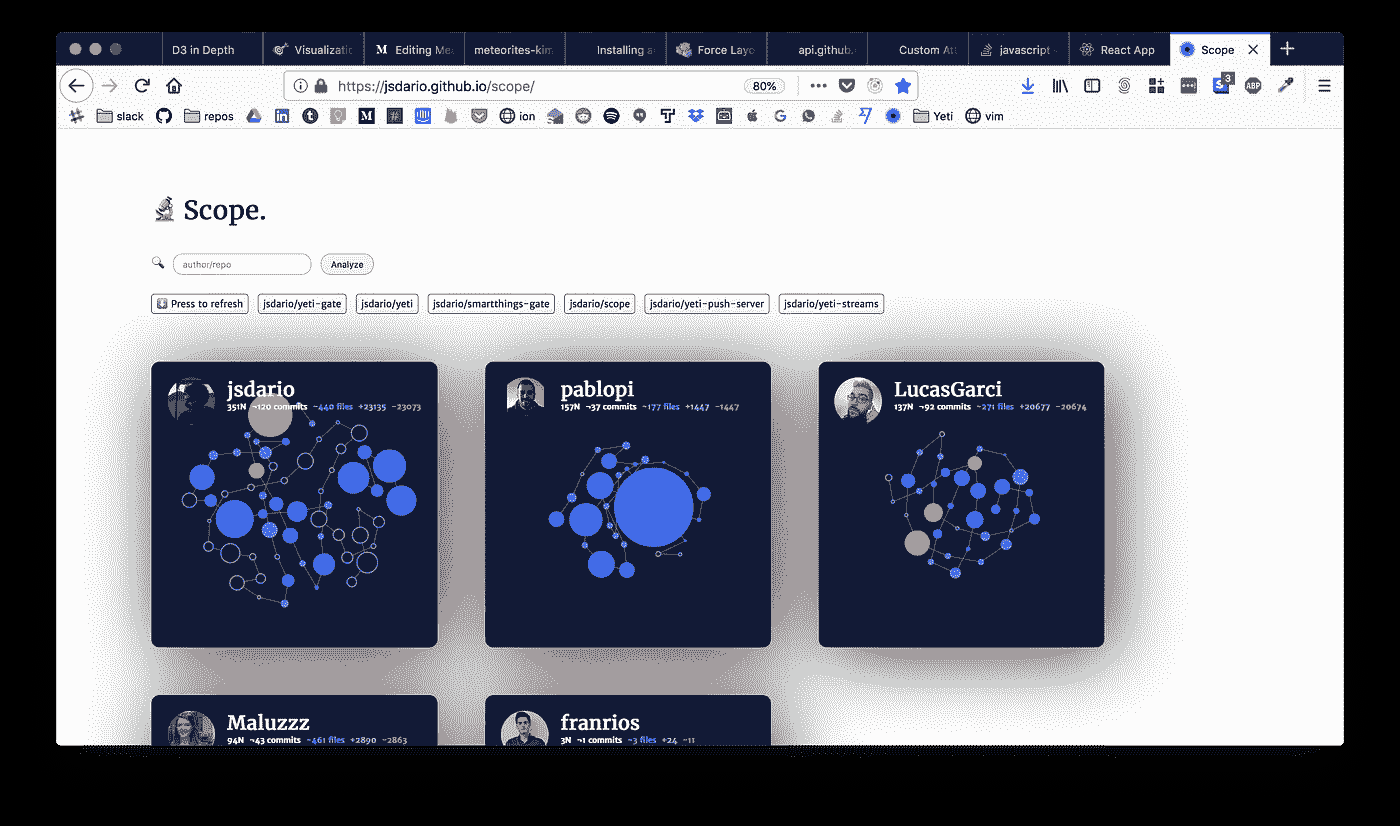 D3 in Depth Visualizatic M Editing Me meteorites-kim Installing a Force Layo api.github. Custom Att javascript - React App Scope
https://jsdario.github.io/scope/ 80% 3 ABP
slack repos ion Yeti vim
Scope.
author/repo Analyze
Press to refresh jsdario/yeti-gate jsdario/yeti jsdario/smartthings-gate jsdario/scope jsdario/yeti-push-server jsdario/yeti-streams
jsdario
351N ~120 commits ~440 files +23135 −23073
pablopi
157N ~37 commits ~177 files +1447 −1447
LucasGarci
137N ~92 commits ~271 files +20677 −20674
Maluzzz
94N ~43 commits ~461 files +2890 −2863
franrios
3N ~1 commits ~3 files +24 −11